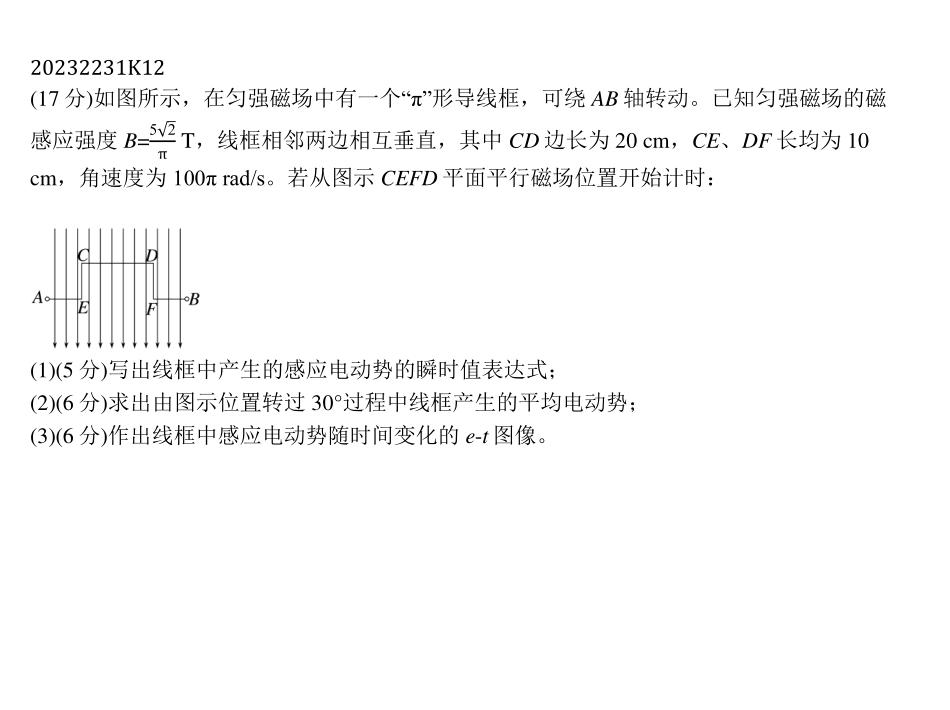 20232231K12
(17 分)如图所示，在匀强磁场中有一个“π”形导线框，可绕 AB 轴转动。已知匀强磁场的磁
感应强度 B=5√2/π T，线框相邻两边相互垂直，其中 CD 边长为 20 cm，CE、DF 长均为 10
cm，角速度为 100π rad/s。若从图示 CEFD 平面平行磁场位置开始计时：
C D
A B
E F
(1)(5 分)写出线框中产生的感应电动势的瞬时值表达式；
(2)(6 分)求出由图示位置转过 30°过程中线框产生的平均电动势；
(3)(6 分)作出线框中感应电动势随时间变化的 e-t 图像。